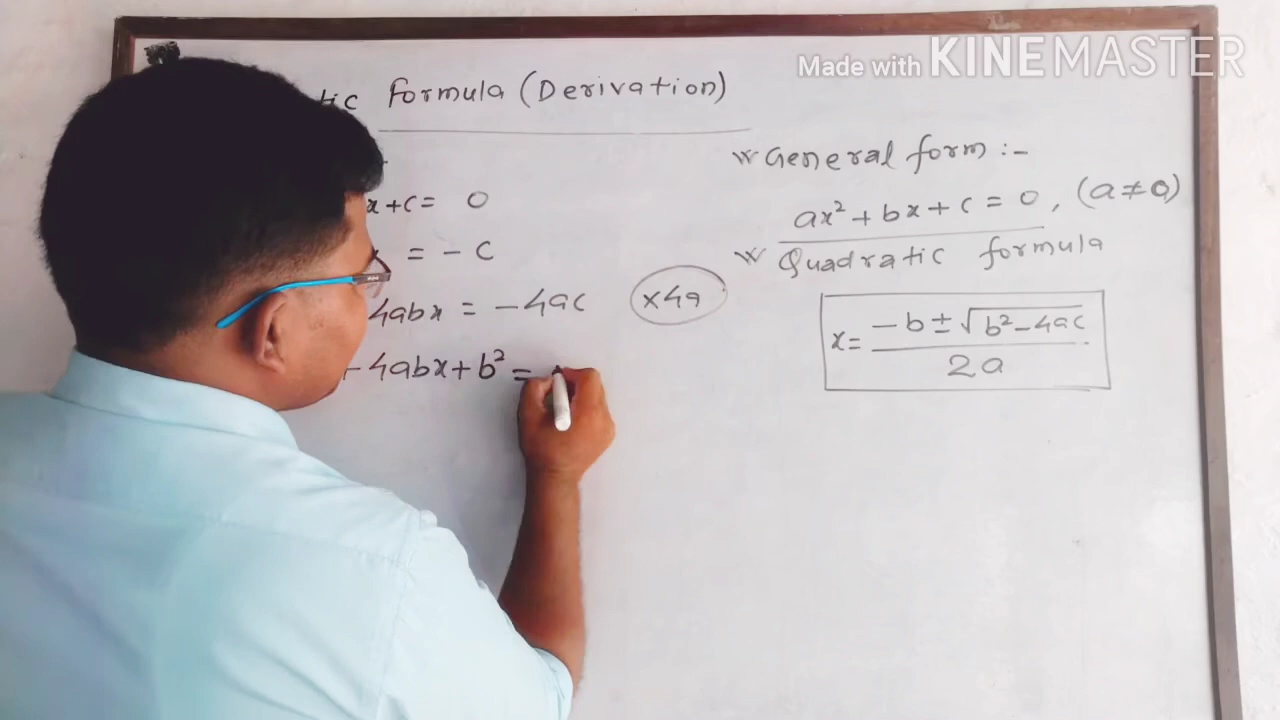 Made with KINEMASTER
tic formula (Derivation)
x + c = 0
= - c
4abx = -4ac ×4a
- 4abx + b² =
General form :-
ax² + bx + c = 0, (a ≠ 0)
Quadratic formula
x = -b ± √b² - 4ac
2a